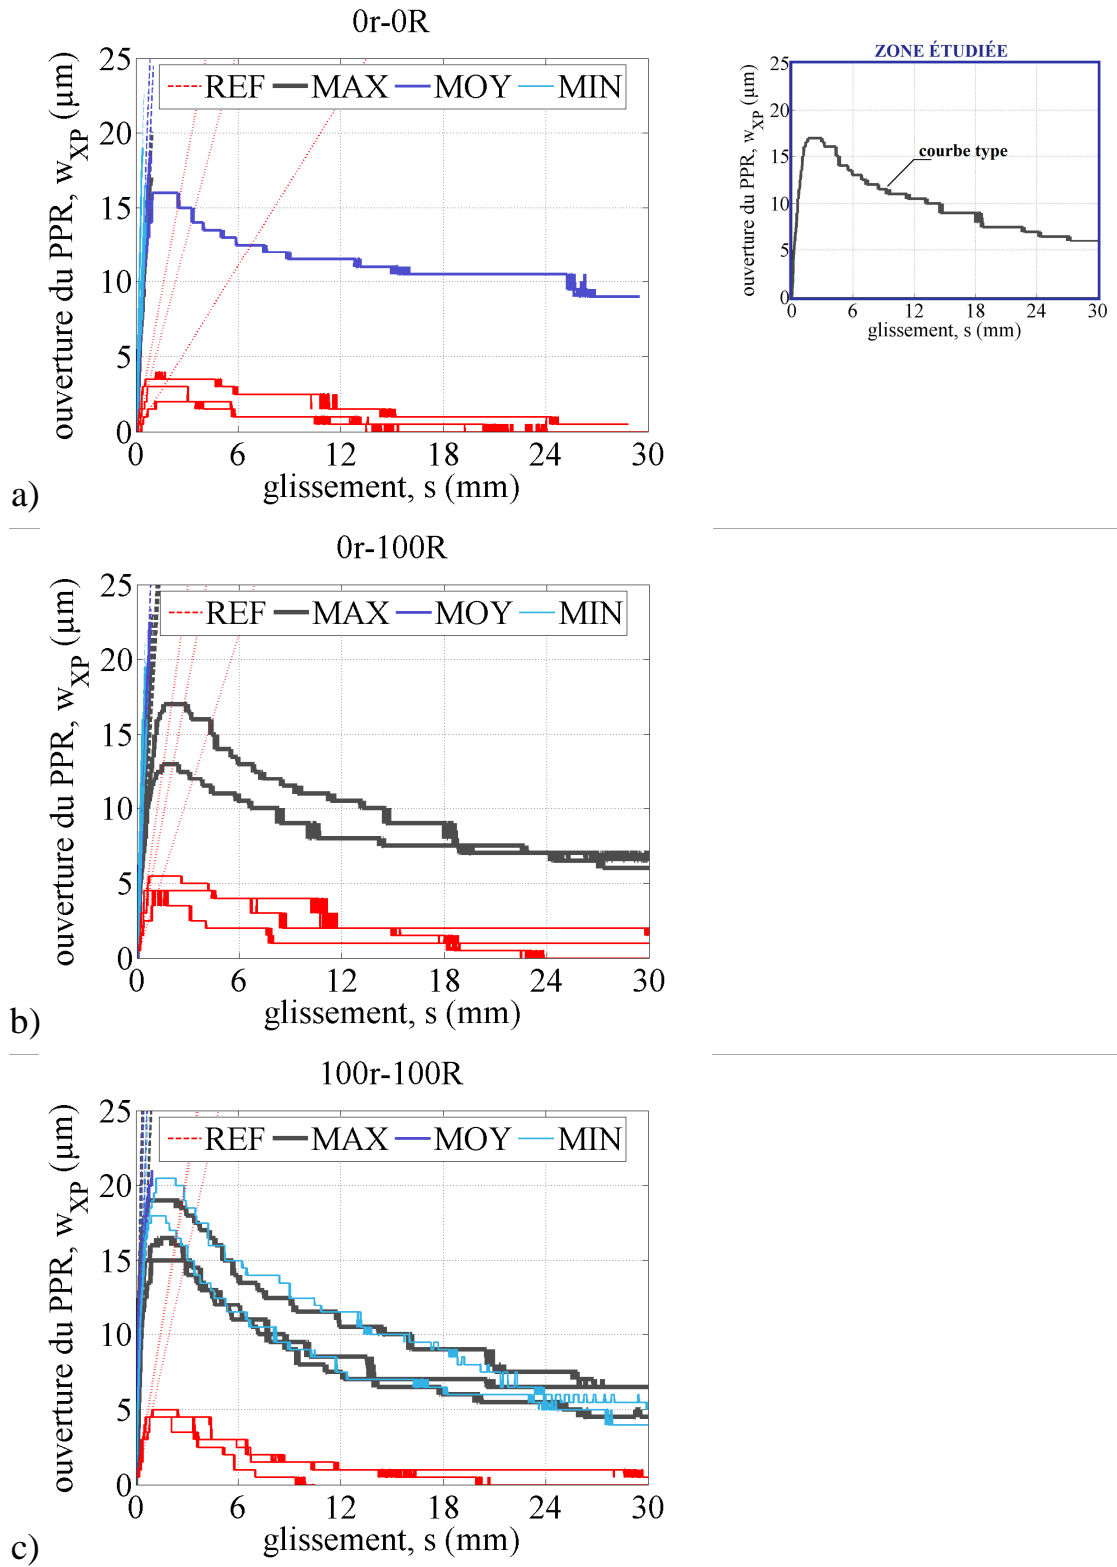 0r-0R
ouverture du PPR, w_XP (µm)
25
20
15
10
5
0
REF MAX MOY MIN
0 6 12 18 24 30
glissement, s (mm)
a)
ZONE ÉTUDIÉE
ouverture du PPR, w_XP (µm)
25
20
15
10
5
0
courbe type
0 6 12 18 24 30
glissement, s (mm)
0r-100R
ouverture du PPR, w_XP (µm)
25
20
15
10
5
0
REF MAX MOY MIN
0 6 12 18 24 30
glissement, s (mm)
b)
100r-100R
ouverture du PPR, w_XP (µm)
25
20
15
10
5
0
REF MAX MOY MIN
0 6 12 18 24 30
glissement, s (mm)
c)